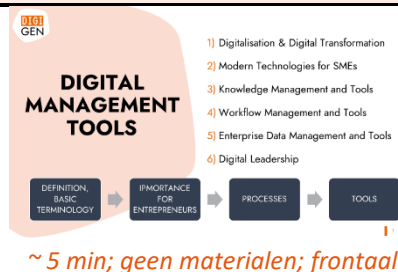 DIGI
GEN
DIGITAL
MANAGEMENT
TOOLS
1) Digitalisation & Digital Transformation
2) Modern Technologies for SMEs
3) Knowledge Management and Tools
4) Workflow Management and Tools
5) Enterprise Data Management and Tools
6) Digital Leadership
DEFINITION,
BASIC
TERMINOLOGY
IPMORTANCE
FOR
ENTREPRENEURS
PROCESSES
TOOLS
~ 5 min; geen materialen; frontaal